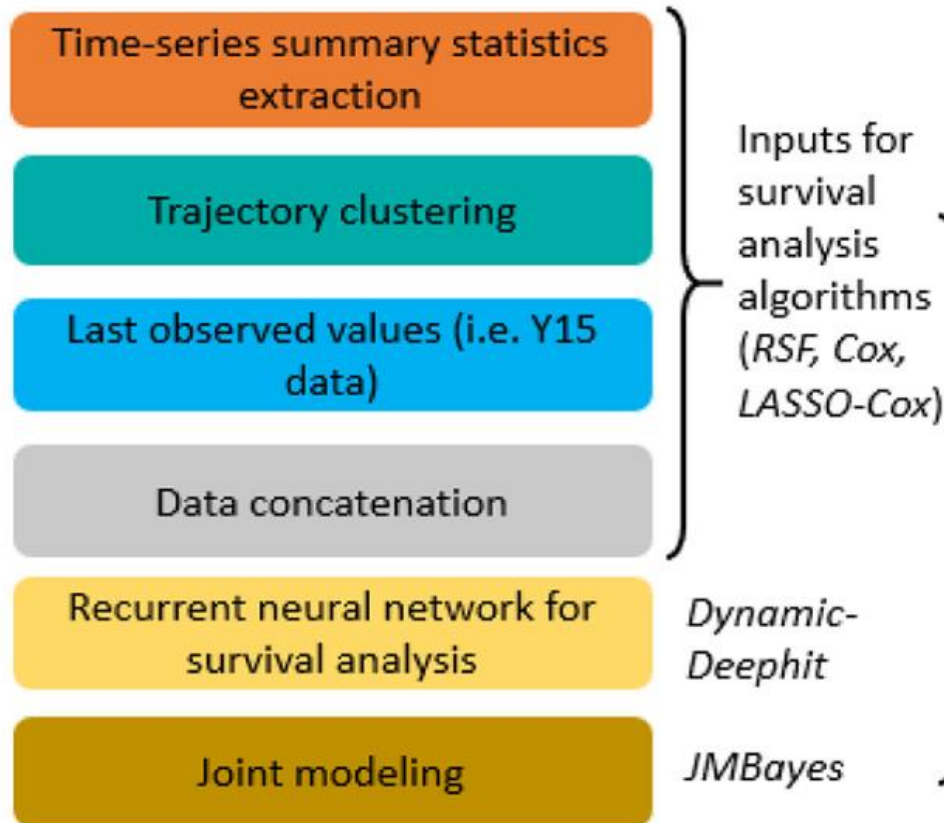 Time-series summary statistics
extraction
Trajectory clustering
Last observed values (i.e. Y15
data)
Data concatenation
Inputs for
survival
analysis
algorithms
(RSF, Cox,
LASSO-Cox)
Recurrent neural network for
survival analysis
Dynamic-
Deephit
Joint modeling
JMBayes